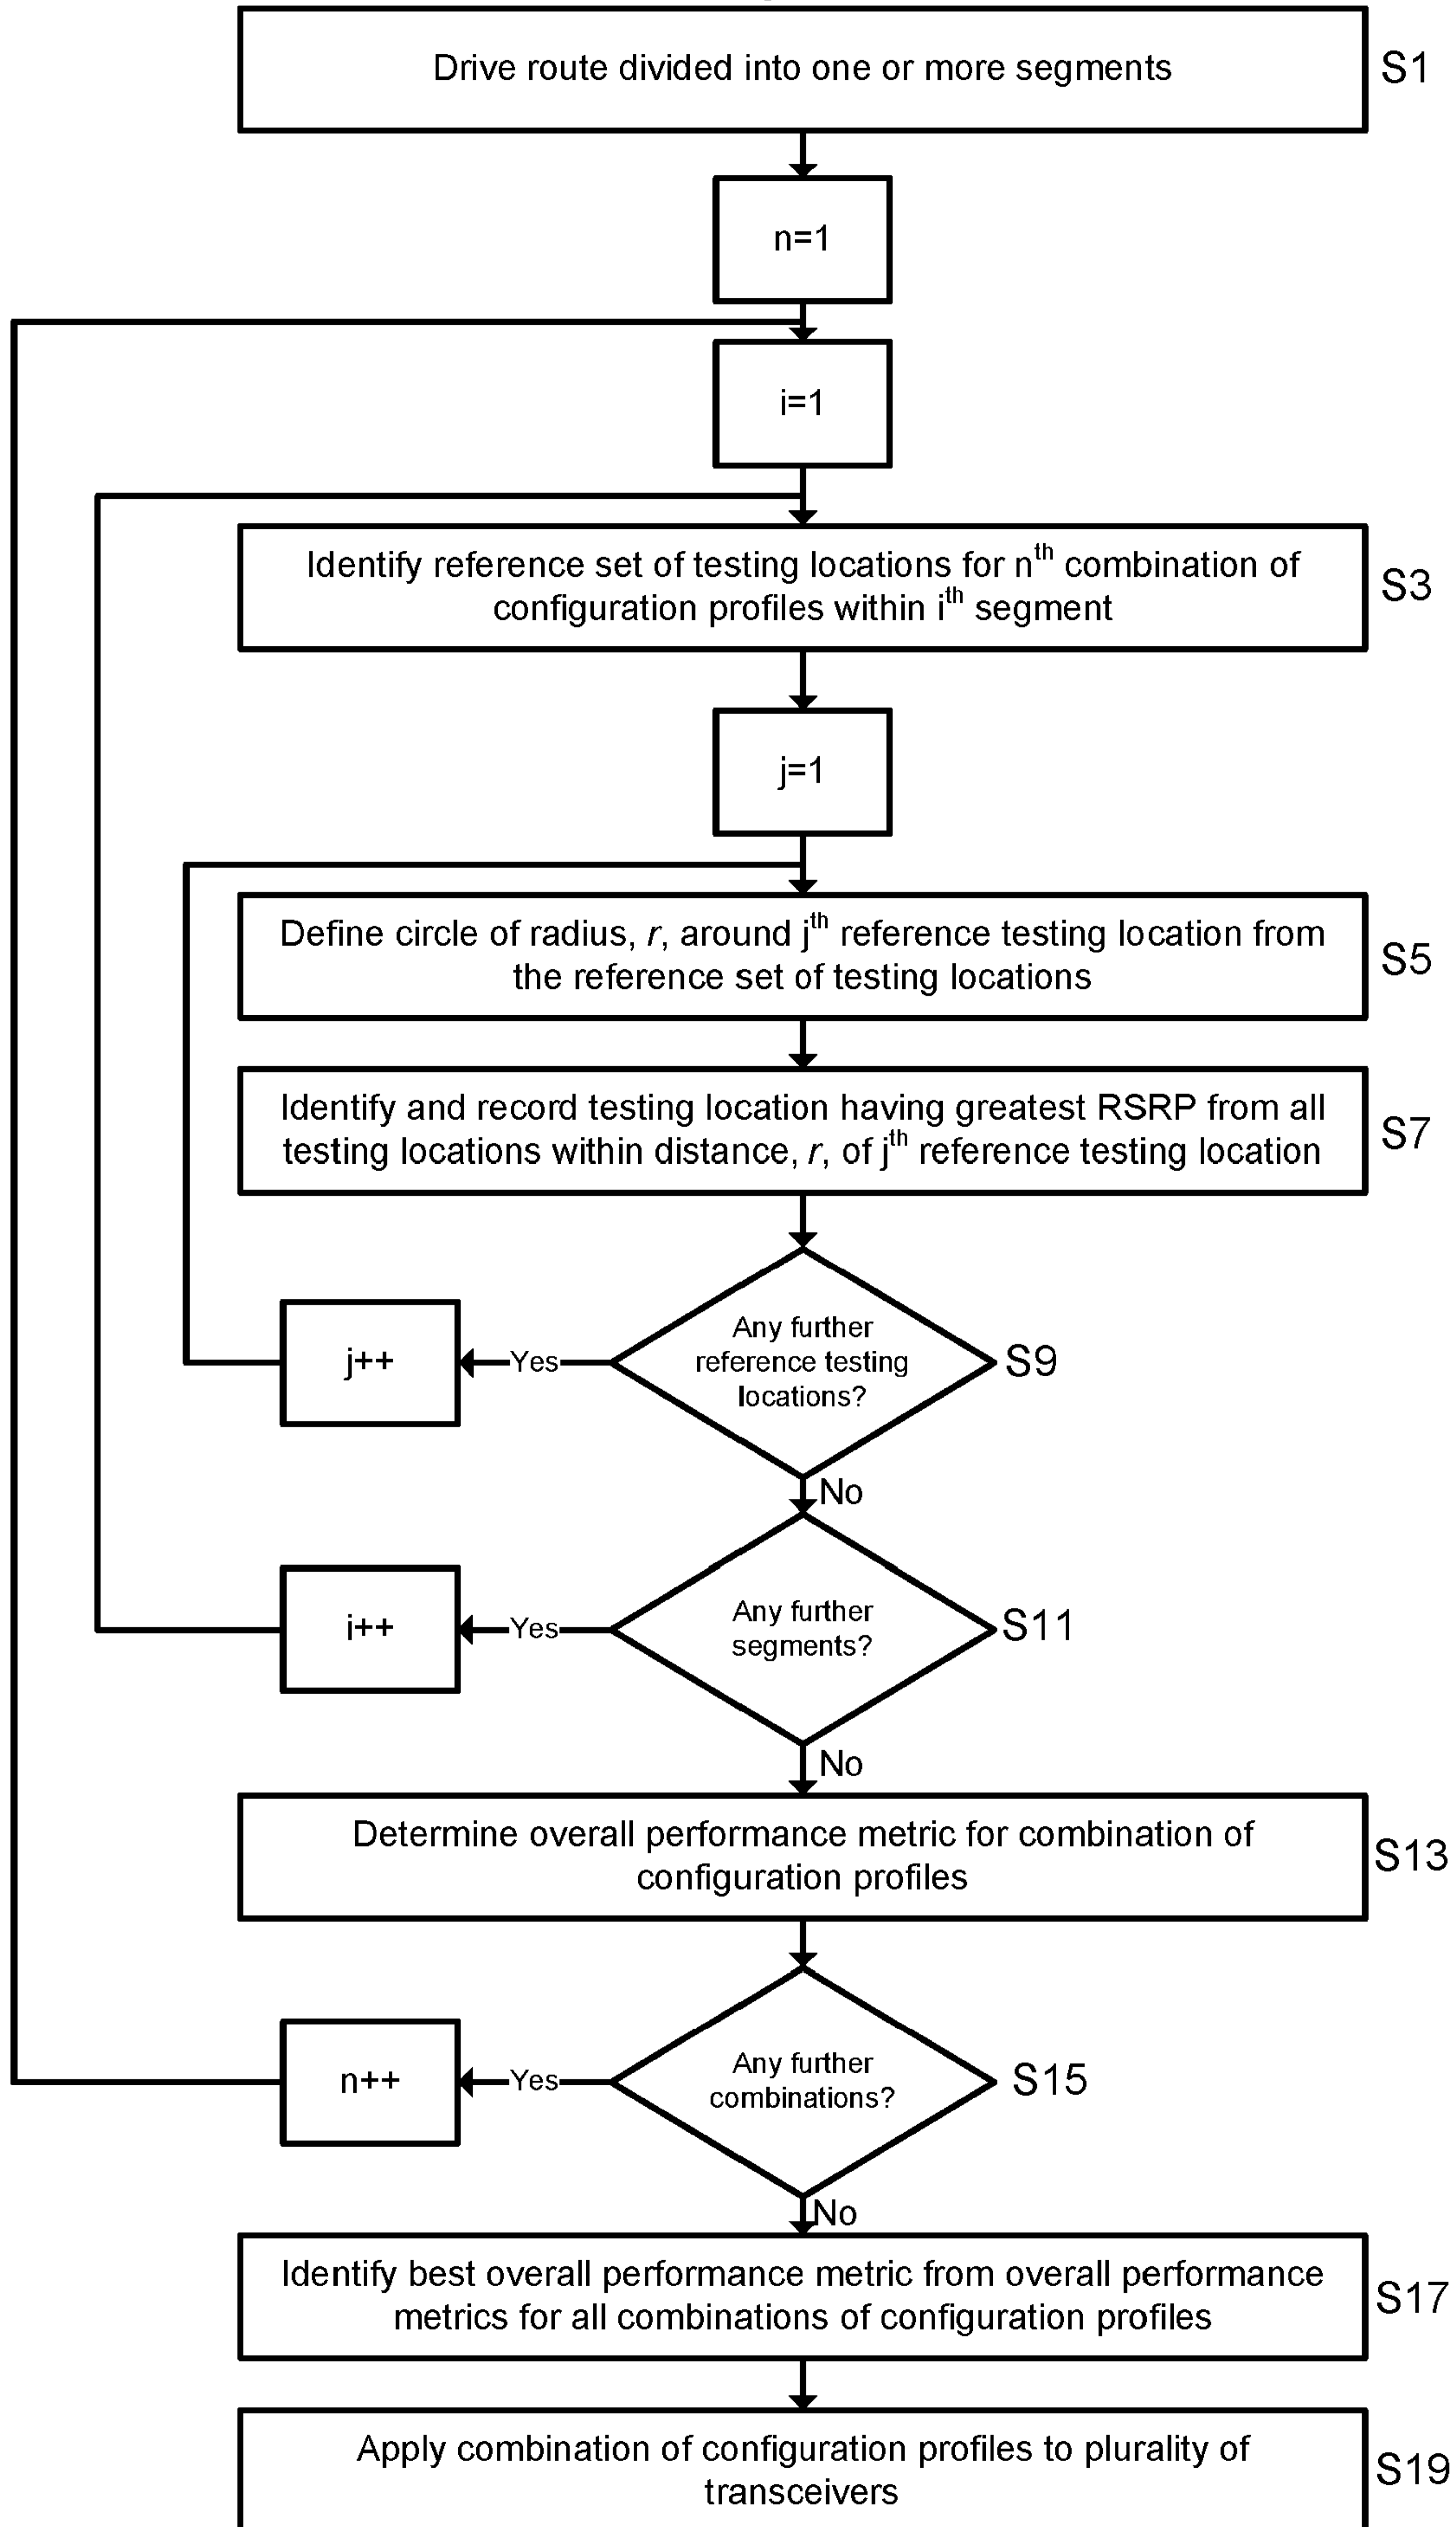 Drive route divided into one or more segments
S1
n=1
i=1
Identify reference set of testing locations for nth combination of
configuration profiles within ith segment
S3
j=1
Define circle of radius, r, around jth reference testing location from
the reference set of testing locations
S5
Identify and record testing location having greatest RSRP from all
testing locations within distance, r, of jth reference testing location
S7
Any further
reference testing
locations?
S9
Yes
j++
No
Any further
segments?
S11
Yes
i++
No
Determine overall performance metric for combination of
configuration profiles
S13
Any further
combinations?
S15
Yes
n++
No
Identify best overall performance metric from overall performance
metrics for all combinations of configuration profiles
S17
Apply combination of configuration profiles to plurality of
transceivers
S19